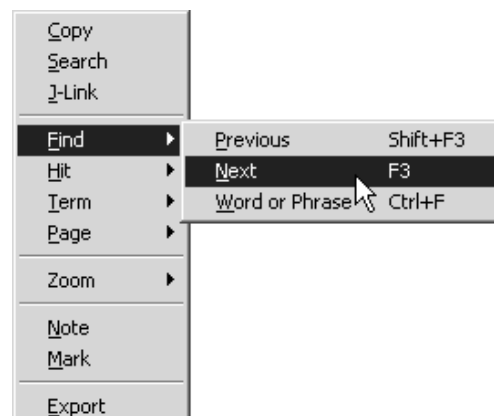 Copy
Search
J-Link
Find
Previous Shift+F3
Hit
Next F3
Term
Word or Phrase Ctrl+F
Page
Zoom
Note
Mark
Export